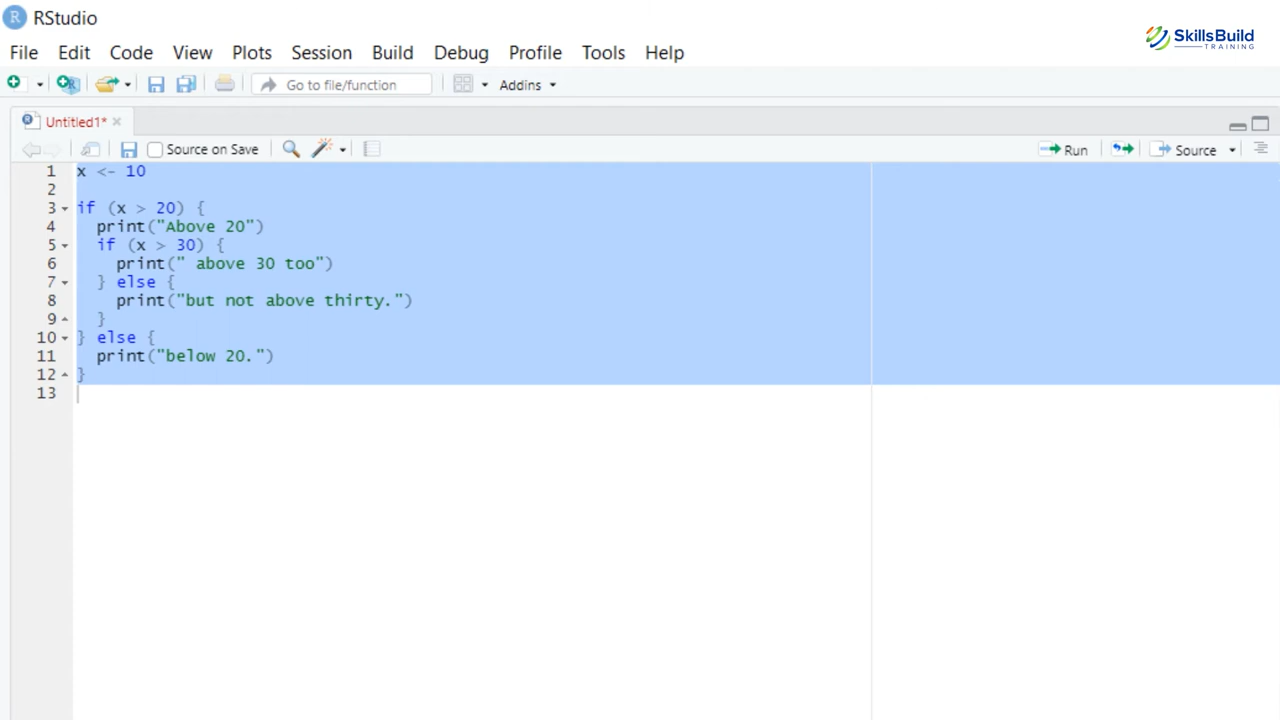 RStudio
SkillsBuild
TRAINING
File Edit Code View Plots Session Build Debug Profile Tools Help
Go to file/function Addins
Untitled1*
Source on Save Run Source
1 x <- 10
2
3 if (x > 20) {
4   print("Above 20")
5   if (x > 30) {
6     print(" above 30 too")
7   } else {
8     print("but not above thirty.")
9   }
10 } else {
11   print("below 20.")
12 }
13